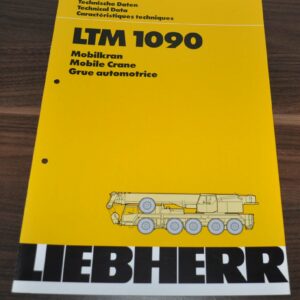 Technische Daten
Technical Data
Caractéristiques techniques
LTM 1090
Mobilkran
Mobile Crane
Grue automotrice
LIEBHERR